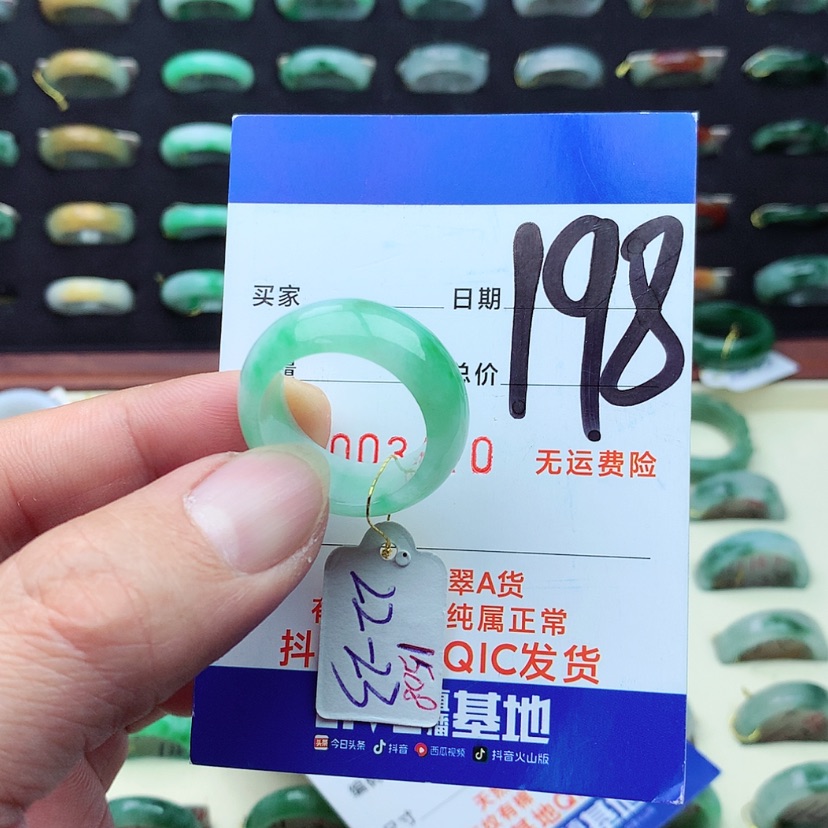 198
买家
日期
总价
003 0
无运费险
翠A货
纯属正常
抖
QIC发货
22-23
1508
基地
今日头条 抖音 西瓜视频 抖音火山版
尺寸